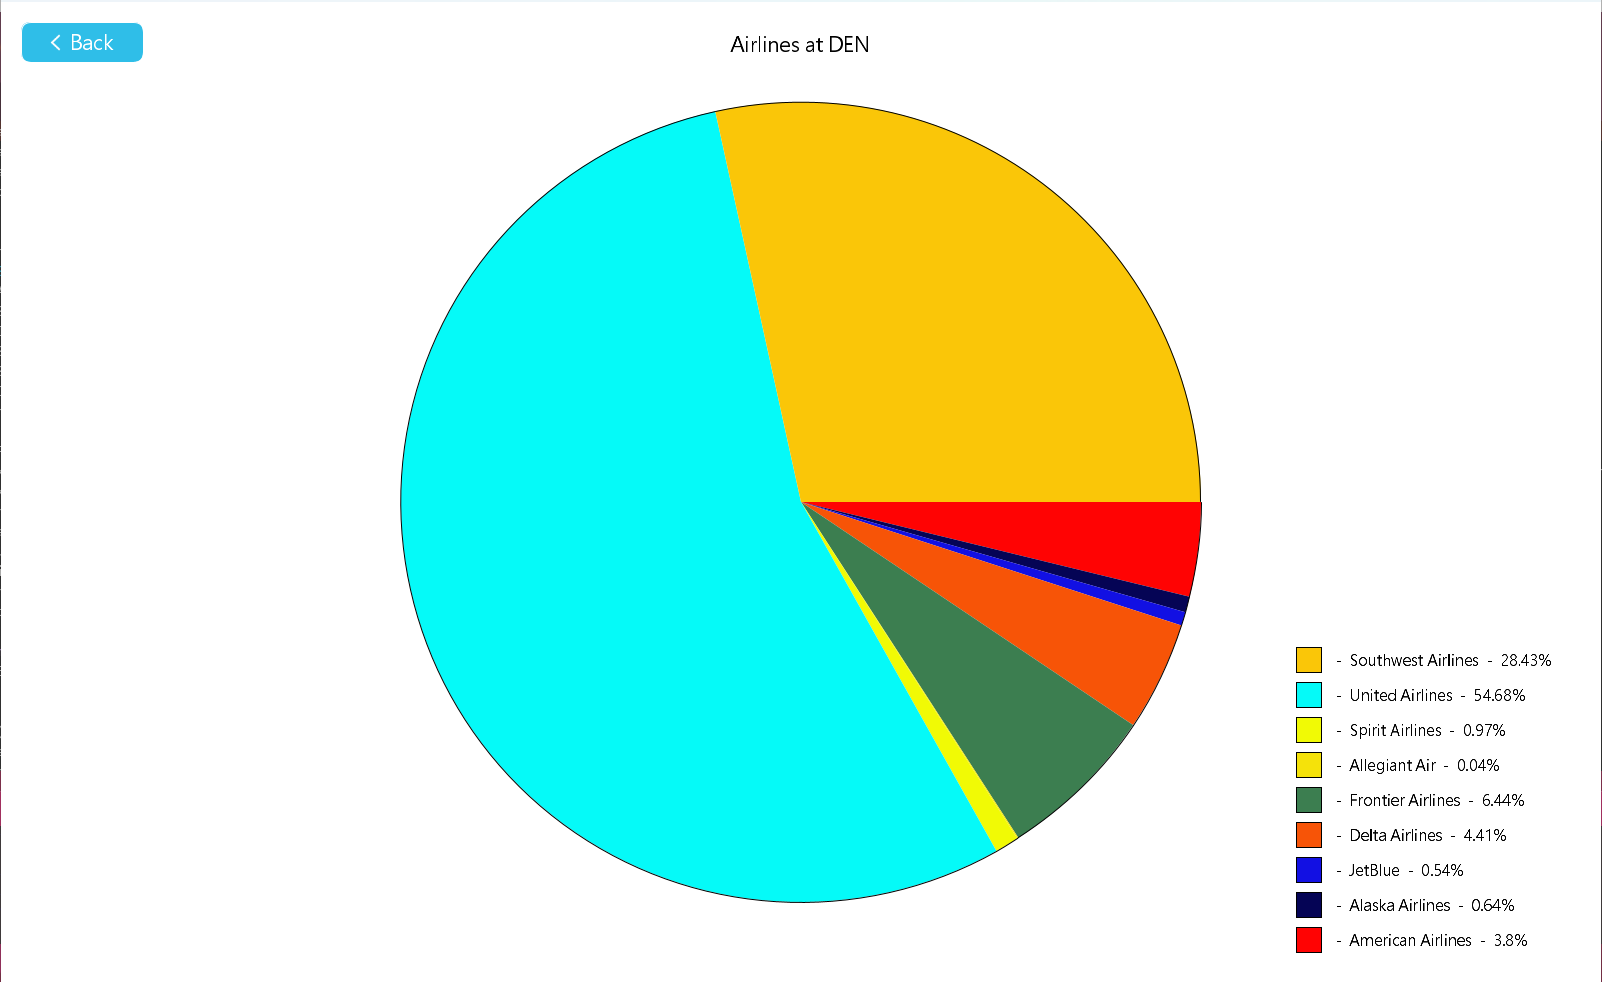 Back
Airlines at DEN
- Southwest Airlines - 28.43%
- United Airlines - 54.68%
- Spirit Airlines - 0.97%
- Allegiant Air - 0.04%
- Frontier Airlines - 6.44%
- Delta Airlines - 4.41%
- JetBlue - 0.54%
- Alaska Airlines - 0.64%
- American Airlines - 3.8%